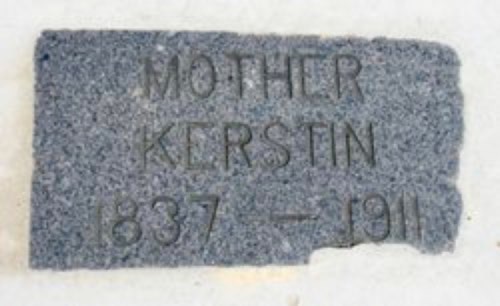 MOTHER
KERSTIN
1837 — 1911